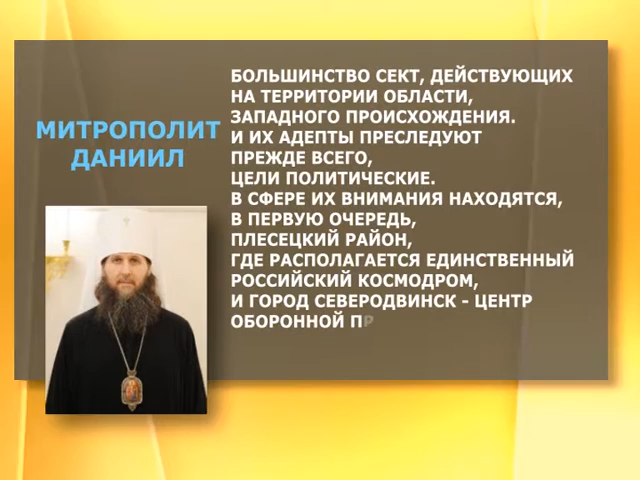 МИТРОПОЛИТ
ДАНИИЛ
БОЛЬШИНСТВО СЕКТ, ДЕЙСТВУЮЩИХ
НА ТЕРРИТОРИИ ОБЛАСТИ,
ЗАПАДНОГО ПРОИСХОЖДЕНИЯ.
И ИХ АДЕПТЫ ПРЕСЛЕДУЮТ
ПРЕЖДЕ ВСЕГО,
ЦЕЛИ ПОЛИТИЧЕСКИЕ.
В СФЕРЕ ИХ ВНИМАНИЯ НАХОДЯТСЯ,
В ПЕРВУЮ ОЧЕРЕДЬ,
ПЛЕСЕЦКИЙ РАЙОН,
ГДЕ РАСПОЛАГАЕТСЯ ЕДИНСТВЕННЫЙ
РОССИЙСКИЙ КОСМОДРОМ,
И ГОРОД СЕВЕРОДВИНСК - ЦЕНТР
ОБОРОННОЙ ПР